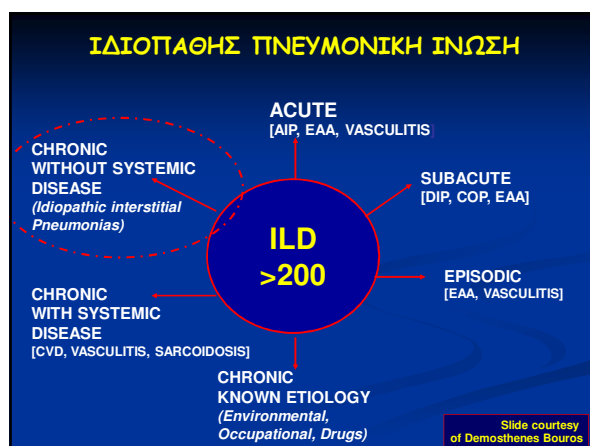 ΙΔΙΟΠΑΘΗΣ ΠΝΕΥΜΟΝΙΚΗ ΙΝΩΣΗ
ACUTE
[AIP, EAA, VASCULITIS]
CHRONIC
WITHOUT SYSTEMIC
DISEASE
(Idiopathic interstitial
Pneumonias)
SUBACUTE
[DIP, COP, EAA]
ILD
>200
EPISODIC
[EAA, VASCULITIS]
CHRONIC
WITH SYSTEMIC
DISEASE
[CVD, VASCULITIS, SARCOIDOSIS]
CHRONIC
KNOWN ETIOLOGY
(Environmental,
Occupational, Drugs)
Slide courtesy
of Demosthenes Bouros